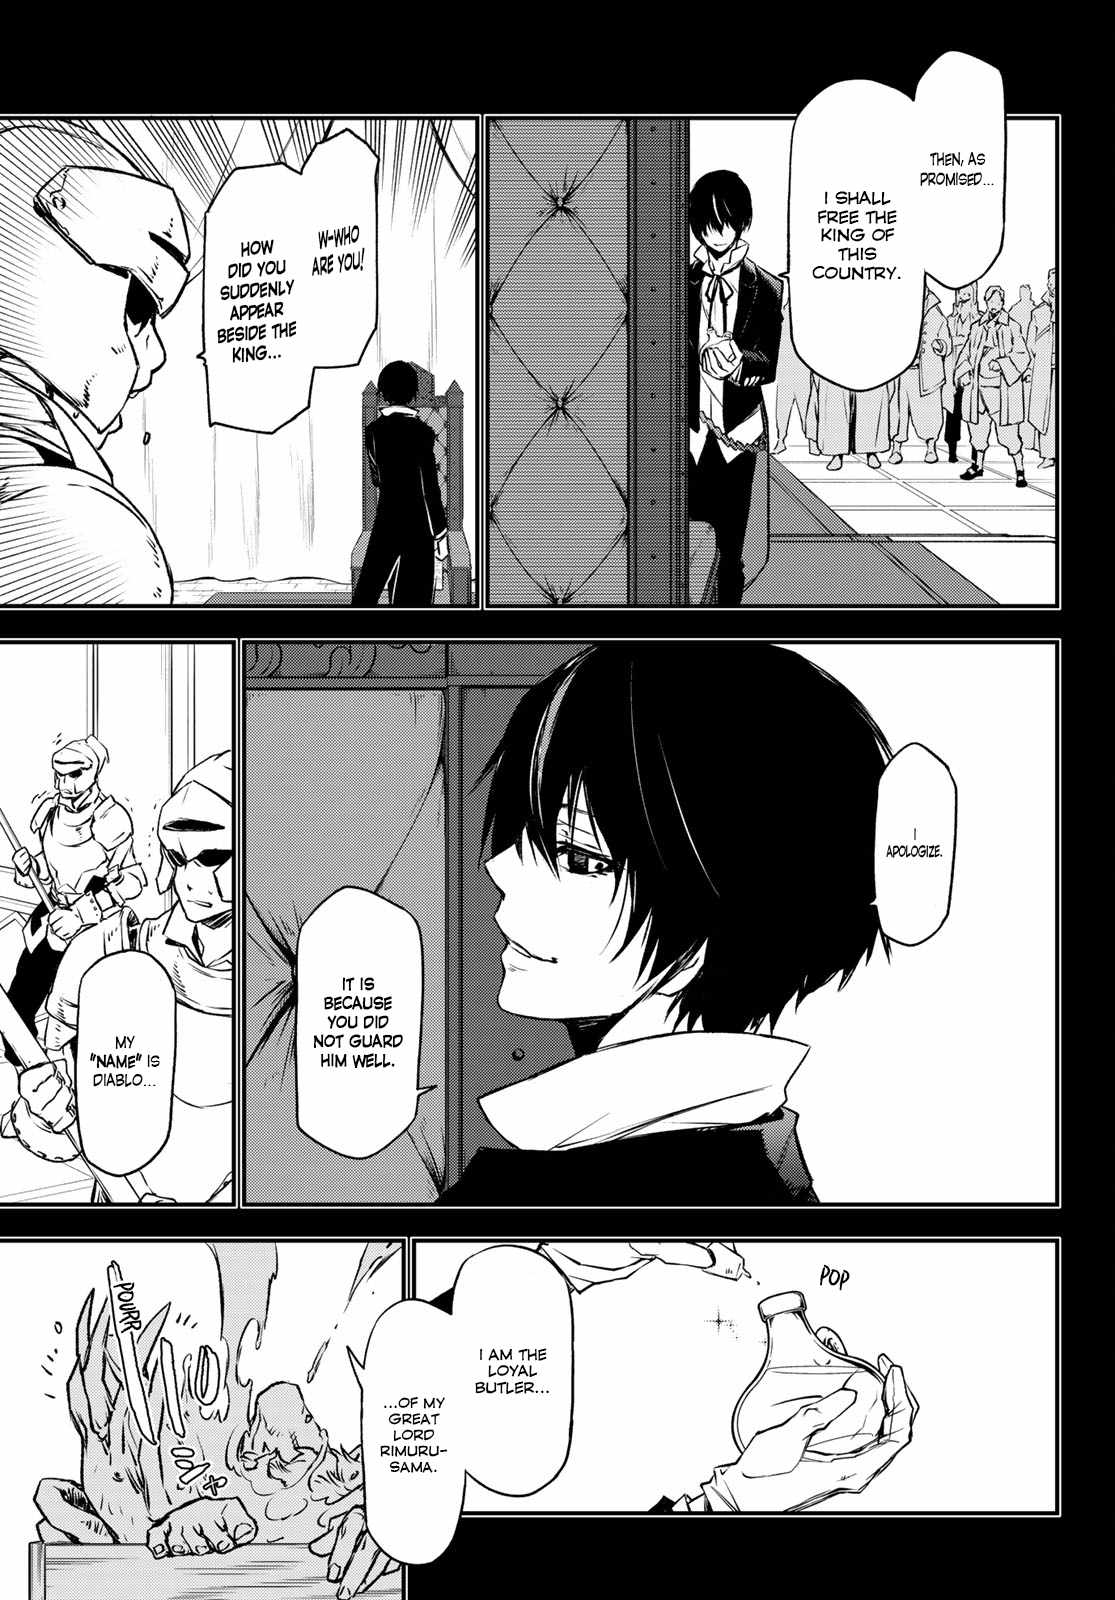 THEN, AS
PROMISED...
I SHALL
FREE THE
KING OF
THIS
COUNTRY.
W-WHO
ARE YOU!
HOW
DID YOU
SUDDENLY
APPEAR
BESIDE THE
KING...
I
APOLOGIZE.
IT IS
BECAUSE
YOU DID
NOT GUARD
HIM WELL.
MY
"NAME" IS
DIABLO...
POP
I AM THE
LOYAL
BUTLER...
...OF MY
GREAT
LORD
RIMURU-
SAMA.
POURR